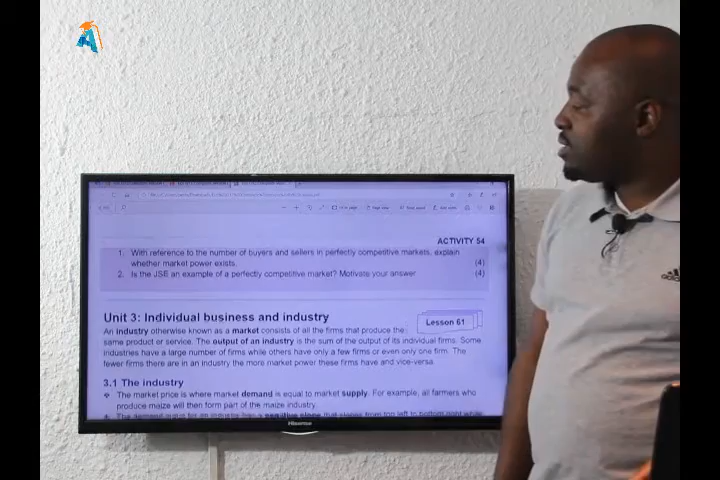 ACTIVITY 54
1. With reference to the number of buyers and sellers in perfectly competitive markets, explain
whether market power exists. (4)
2. Is the JSE an example of a perfectly competitive market? Motivate your answer (4)
Unit 3: Individual business and industry
Lesson 61
An industry otherwise known as a market consists of all the firms that produce the
same product or service. The output of an industry is the sum of the output of its individual firms. Some
industries have a large number of firms while others have only a few firms or even only one firm. The
fewer firms there are in an industry the more market power these firms have and vice-versa.
3.1 The industry
The market price is where market demand is equal to market supply. For example, all farmers who
produce maize will then form part of the maize industry.
Hisense
adidas